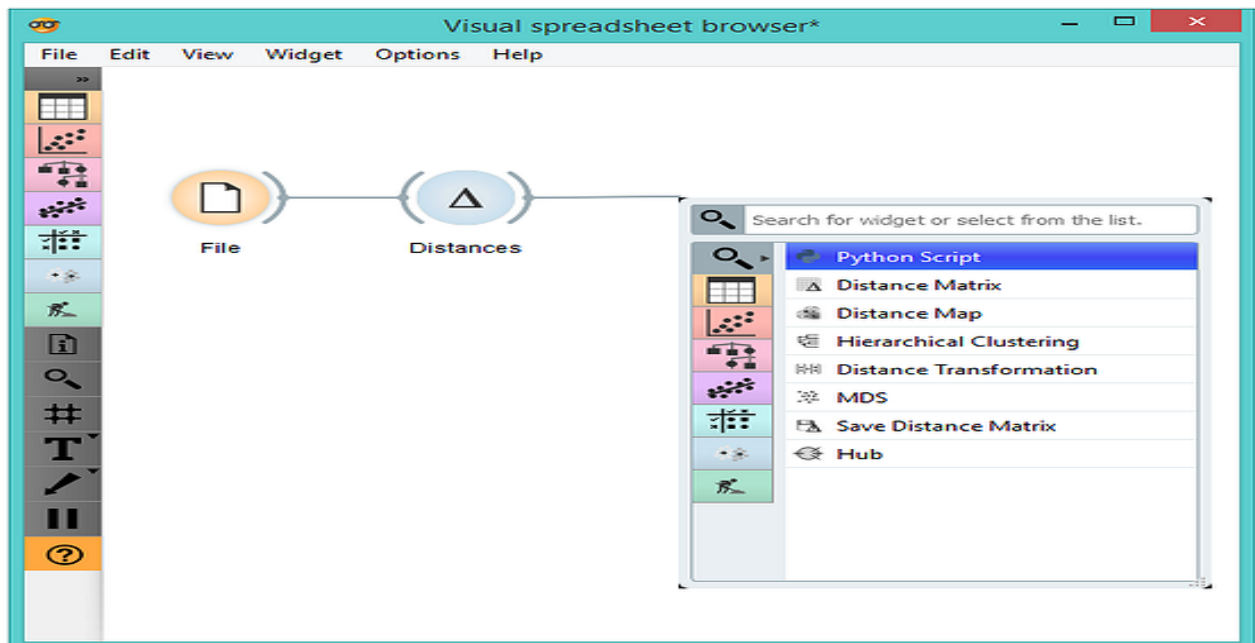 Visual spreadsheet browser*
File Edit View Widget Options Help
Search for widget or select from the list.
Python Script
Distance Matrix
Distance Map
Hierarchical Clustering
Distance Transformation
MDS
Save Distance Matrix
Hub
File Distances